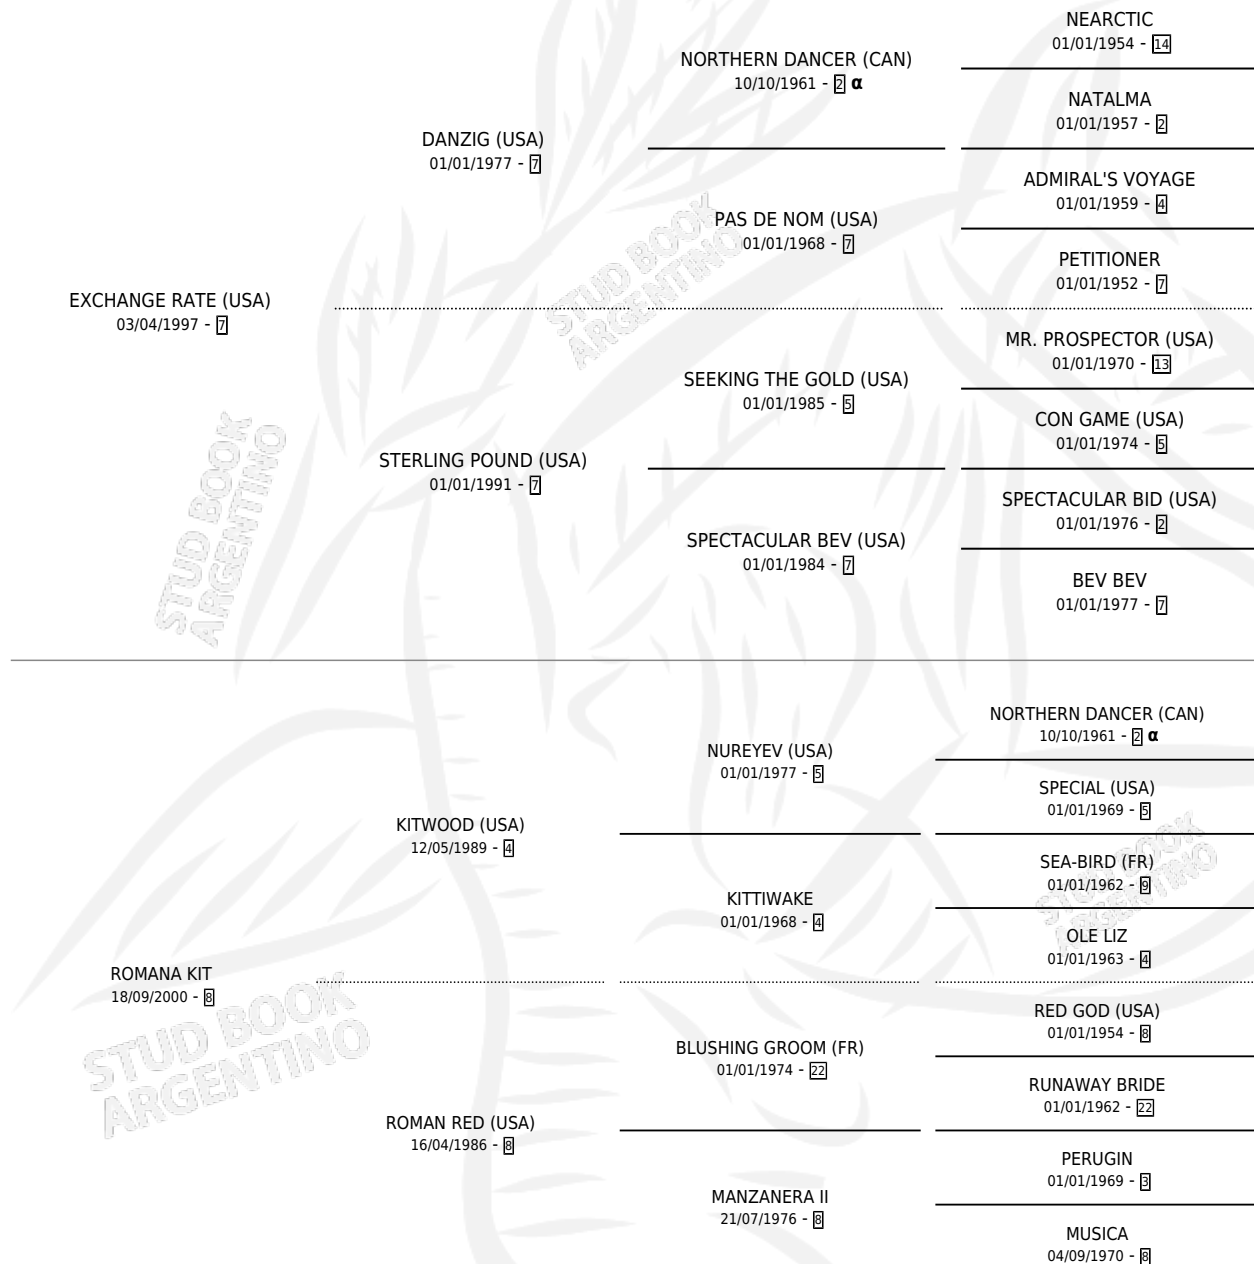 NEARCTIC
01/01/1954 - 14
NORTHERN DANCER (CAN)
10/10/1961 - 2 α
NATALMA
01/01/1957 - 2
DANZIG (USA)
01/01/1977 - 7
ADMIRAL'S VOYAGE
01/01/1959 - 4
PAS DE NOM (USA)
01/01/1968 - 7
PETITIONER
01/01/1952 - 7
EXCHANGE RATE (USA)
03/04/1997 - 7
STUD BOOK
ARGENTINO
MR. PROSPECTOR (USA)
01/01/1970 - 13
SEEKING THE GOLD (USA)
01/01/1985 - 5
CON GAME (USA)
01/01/1974 - 5
STERLING POUND (USA)
01/01/1991 - 7
SPECTACULAR BID (USA)
01/01/1976 - 2
SPECTACULAR BEV (USA)
01/01/1984 - 7
BEV BEV
01/01/1977 - 7
STUD BOOK
ARGENTINO
NORTHERN DANCER (CAN)
10/10/1961 - 2 α
NUREYEV (USA)
01/01/1977 - 5
SPECIAL (USA)
01/01/1969 - 5
KITWOOD (USA)
12/05/1989 - 4
SEA-BIRD (FR)
01/01/1962 - 9
KITTIWAKE
01/01/1968 - 4
STUD BOOK
ARGENTINO
OLE LIZ
01/01/1963 - 4
ROMANA KIT
18/09/2000 - 8
STUD BOOK
ARGENTINO
RED GOD (USA)
01/01/1954 - 8
BLUSHING GROOM (FR)
01/01/1974 - 22
RUNAWAY BRIDE
01/01/1962 - 22
ROMAN RED (USA)
16/04/1986 - 8
PERUGIN
01/01/1969 - 3
MANZANERA II
21/07/1976 - 8
MUSICA
04/09/1970 - 8